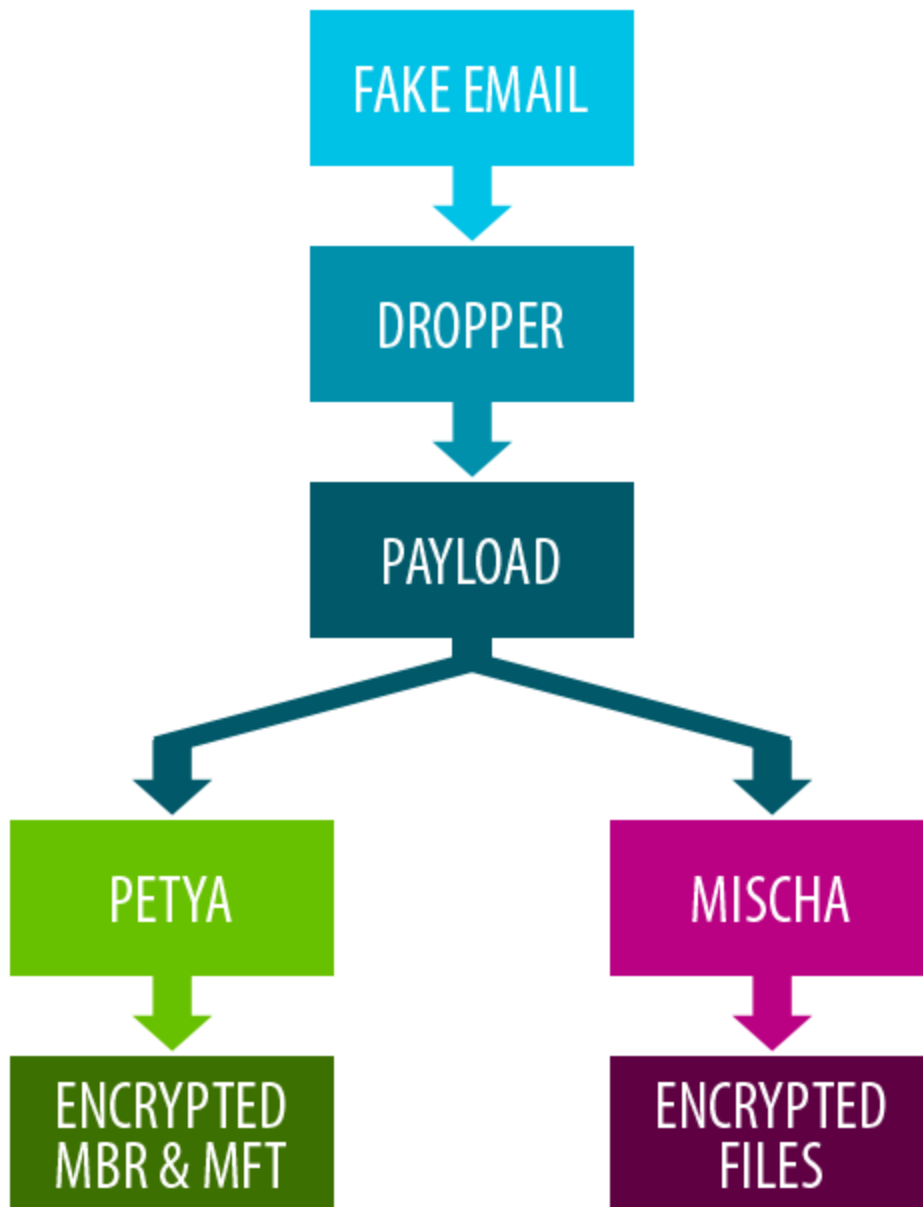 FAKE EMAIL
DROPPER
PAYLOAD
PETYA
MISCHA
ENCRYPTED
MBR & MFT
ENCRYPTED
FILES